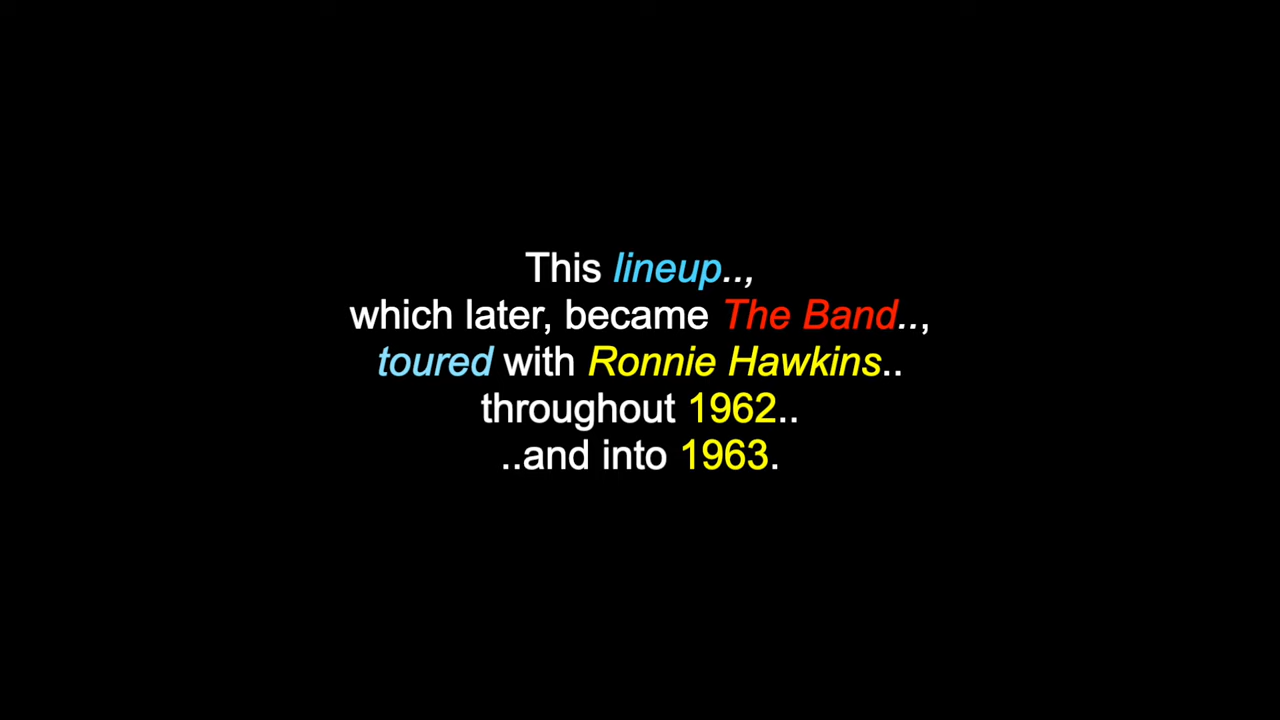 This lineup..,
which later, became The Band..,
toured with Ronnie Hawkins..
throughout 1962..
..and into 1963.